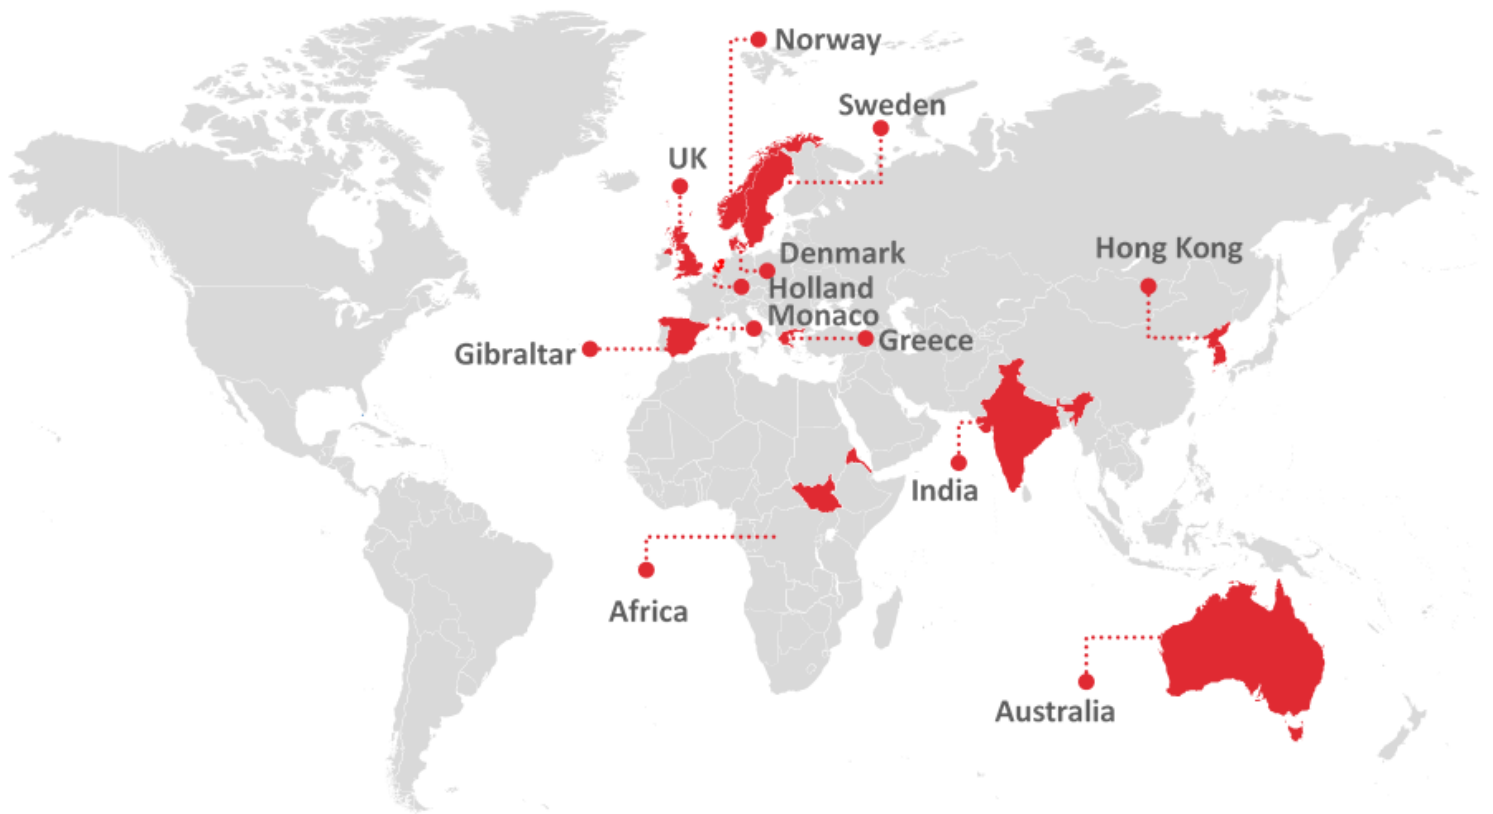 Norway
Sweden
UK
Denmark
Hong Kong
Holland
Monaco
Greece
Gibraltar
India
Africa
Australia